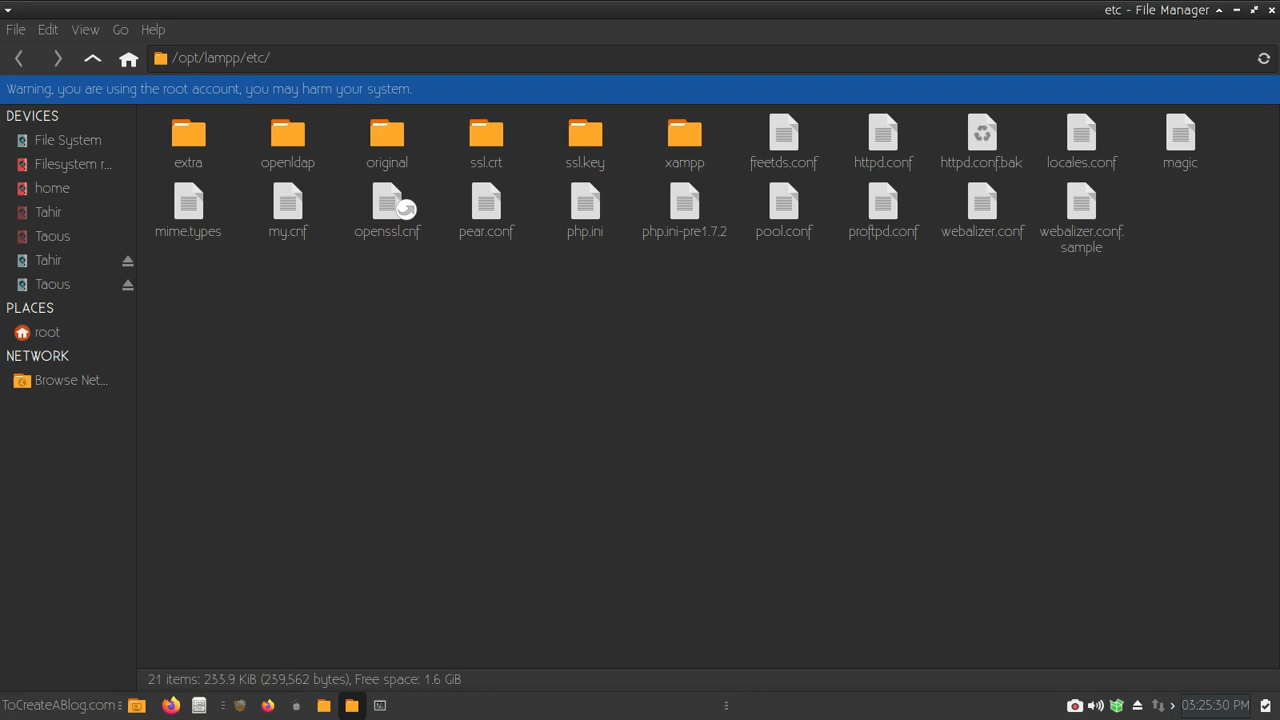 etc - File Manager
File Edit View Go Help
/opt/lampp/etc/
Warning, you are using the root account, you may harm your system.
DEVICES
File System
Filesystem r...
home
Tahir
Taous
Tahir
Taous
PLACES
root
NETWORK
Browse Net...
extra openldap original ssl.crt ssl.key xampp freetds.conf httpd.conf httpd.conf.bak locales.conf magic
mime.types my.cnf openssl.cnf pear.conf php.ini php.ini-pre1.7.2 pool.conf proftpd.conf webalizer.conf webalizer.conf.
sample
21 items: 233.9 KiB (239,562 bytes), Free space: 1.6 GiB
ToCreateABlog.com 03:25:30 PM